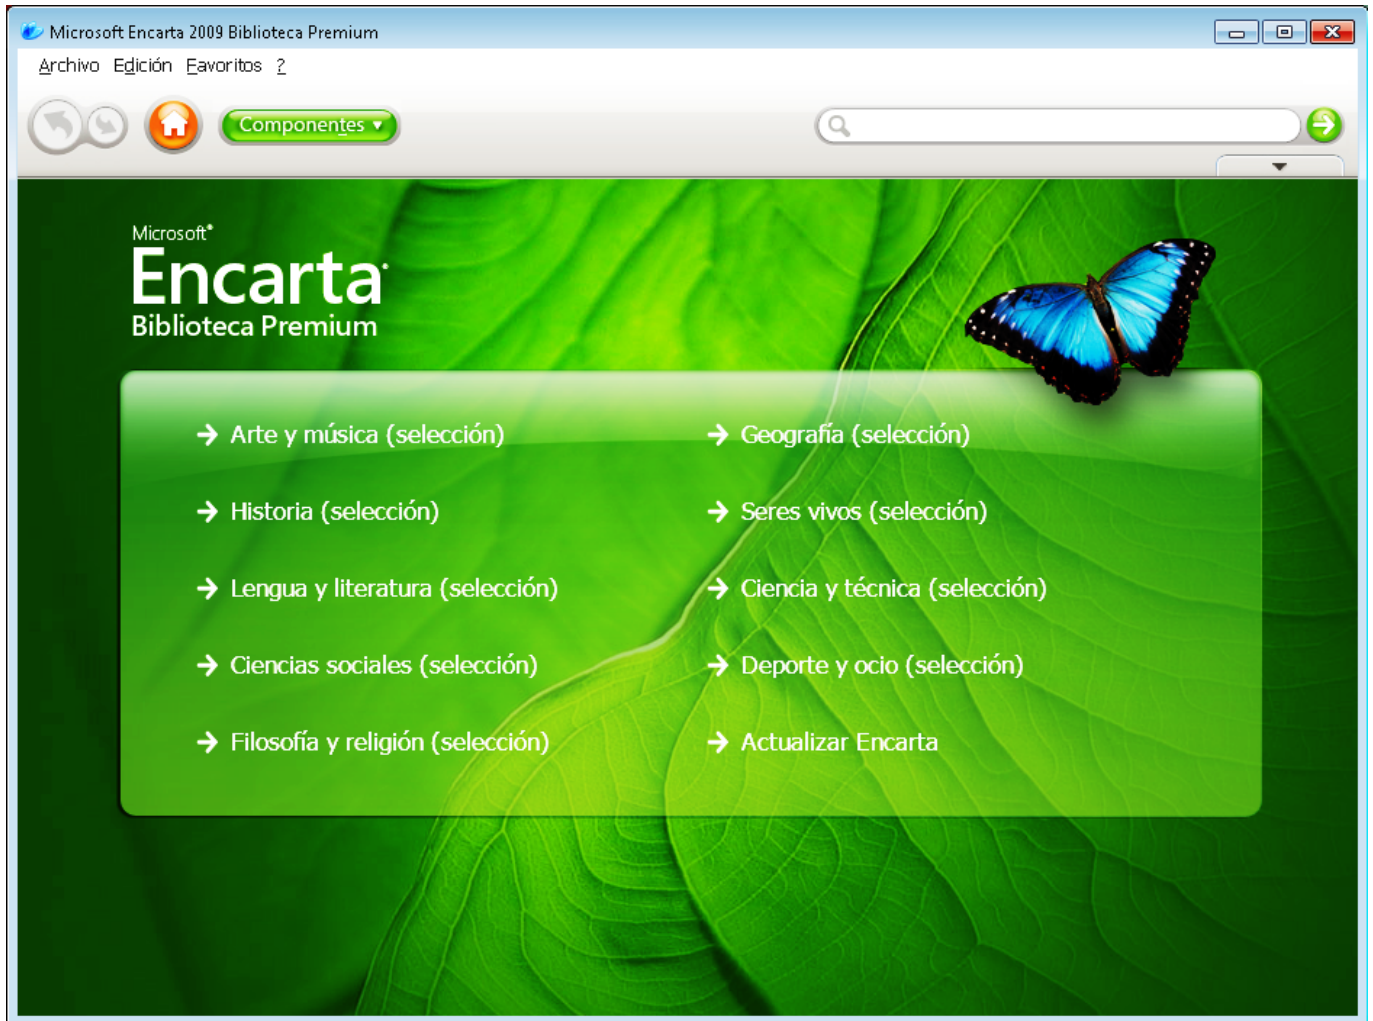 Microsoft Encarta 2009 Biblioteca Premium
Archivo Edición Favoritos ?
Componentes
Microsoft®
Encarta®
Biblioteca Premium
Arte y música (selección)
Geografía (selección)
Historia (selección)
Seres vivos (selección)
Lengua y literatura (selección)
Ciencia y técnica (selección)
Ciencias sociales (selección)
Deporte y ocio (selección)
Filosofía y religión (selección)
Actualizar Encarta